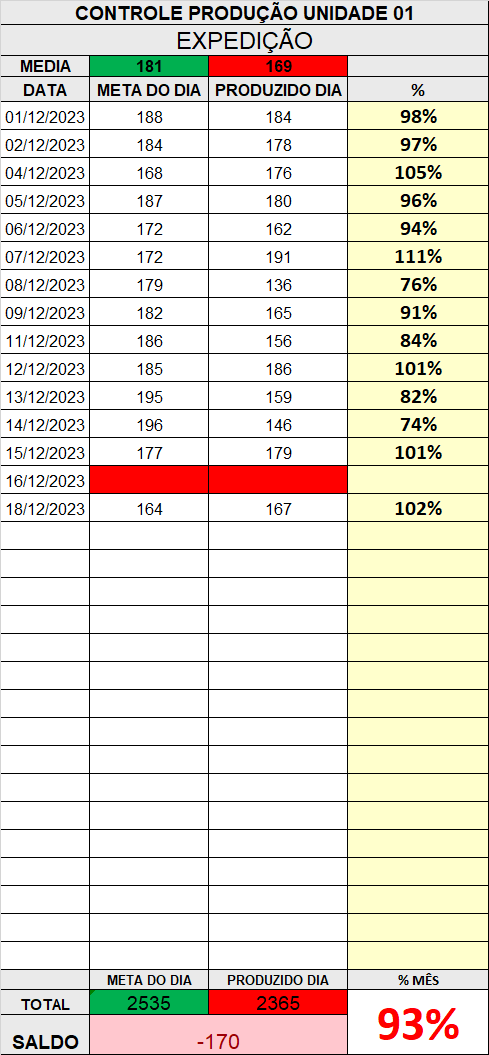 CONTROLE PRODUÇÃO UNIDADE 01
EXPEDIÇÃO
MEDIA 181 169
DATA META DO DIA PRODUZIDO DIA %
01/12/2023 188 184 98%
02/12/2023 184 178 97%
04/12/2023 168 176 105%
05/12/2023 187 180 96%
06/12/2023 172 162 94%
07/12/2023 172 191 111%
08/12/2023 179 136 76%
09/12/2023 182 165 91%
11/12/2023 186 156 84%
12/12/2023 185 186 101%
13/12/2023 195 159 82%
14/12/2023 196 146 74%
15/12/2023 177 179 101%
16/12/2023
18/12/2023 164 167 102%
META DO DIA PRODUZIDO DIA % MÊS
TOTAL 2535 2365 93%
SALDO -170